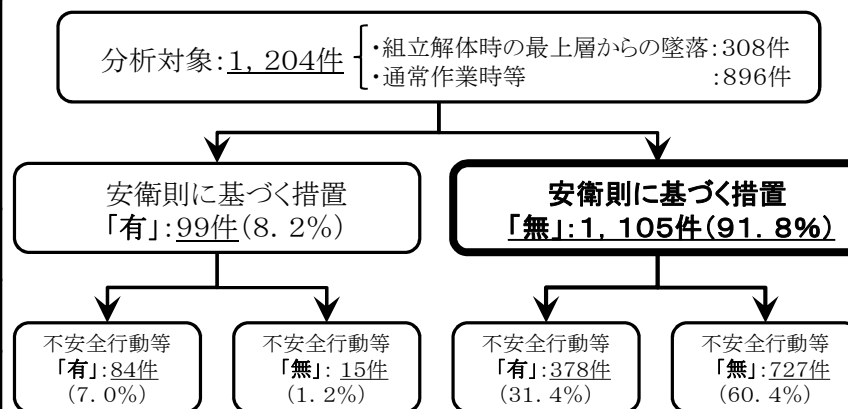 分析対象:1,204件
・組立解体時の最上層からの墜落:308件
・通常作業時等 :896件
安衛則に基づく措置
「有」:99件(8.2%)
安衛則に基づく措置
「無」:1,105件(91.8%)
不安全行動等
「有」:84件
(7.0%)
不安全行動等
「無」: 15件
(1.2%)
不安全行動等
「有」:378件
(31.4%)
不安全行動等
「無」:727件
(60.4%)